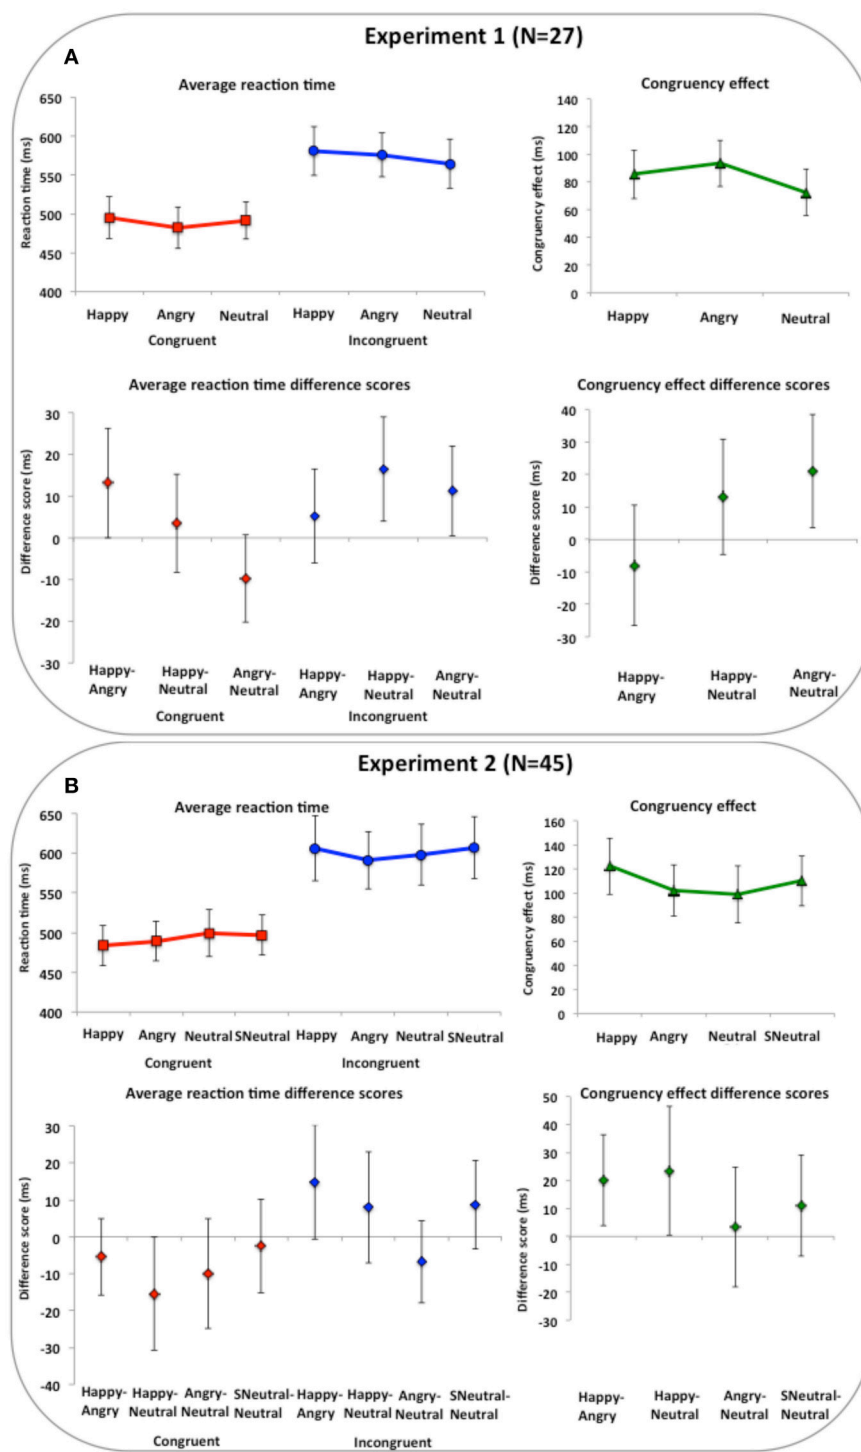 Experiment 1 (N=27)
A
Average reaction time
Congruency effect
Reaction time (ms)
650
600
550
500
450
400
Happy Angry Neutral Happy Angry Neutral
Congruent Incongruent
Congruency effect (ms)
140
120
100
80
60
40
20
0
Happy Angry Neutral
Average reaction time difference scores
Congruency effect difference scores
Difference score (ms)
30
20
10
0
-10
-20
-30
Happy- Happy- Angry- Happy- Happy- Angry-
Angry Neutral Neutral Angry Neutral Neutral
Congruent Incongruent
Difference score (ms)
40
30
20
10
0
-10
-20
-30
Happy- Happy- Angry-
Angry Neutral Neutral
Experiment 2 (N=45)
B
Average reaction time
Congruency effect
Reaction time (ms)
650
600
550
500
450
400
Happy Angry Neutral SNeutral Happy Angry Neutral SNeutral
Congruent Incongruent
Congruency effect (ms)
160
140
120
100
80
60
40
20
0
Happy Angry Neutral SNeutral
Average reaction time difference scores
Congruency effect difference scores
Difference score (ms)
30
20
10
0
-10
-20
-30
-40
Happy- Happy- Angry- SNeutral- Happy- Happy- Angry- SNeutral-
Angry Neutral Neutral Neutral Angry Neutral Neutral Neutral
Congruent Incongruent
Difference score (ms)
50
40
30
20
10
0
-10
-20
-30
Happy- Happy- Angry- SNeutral-
Angry Neutral Neutral Neutral